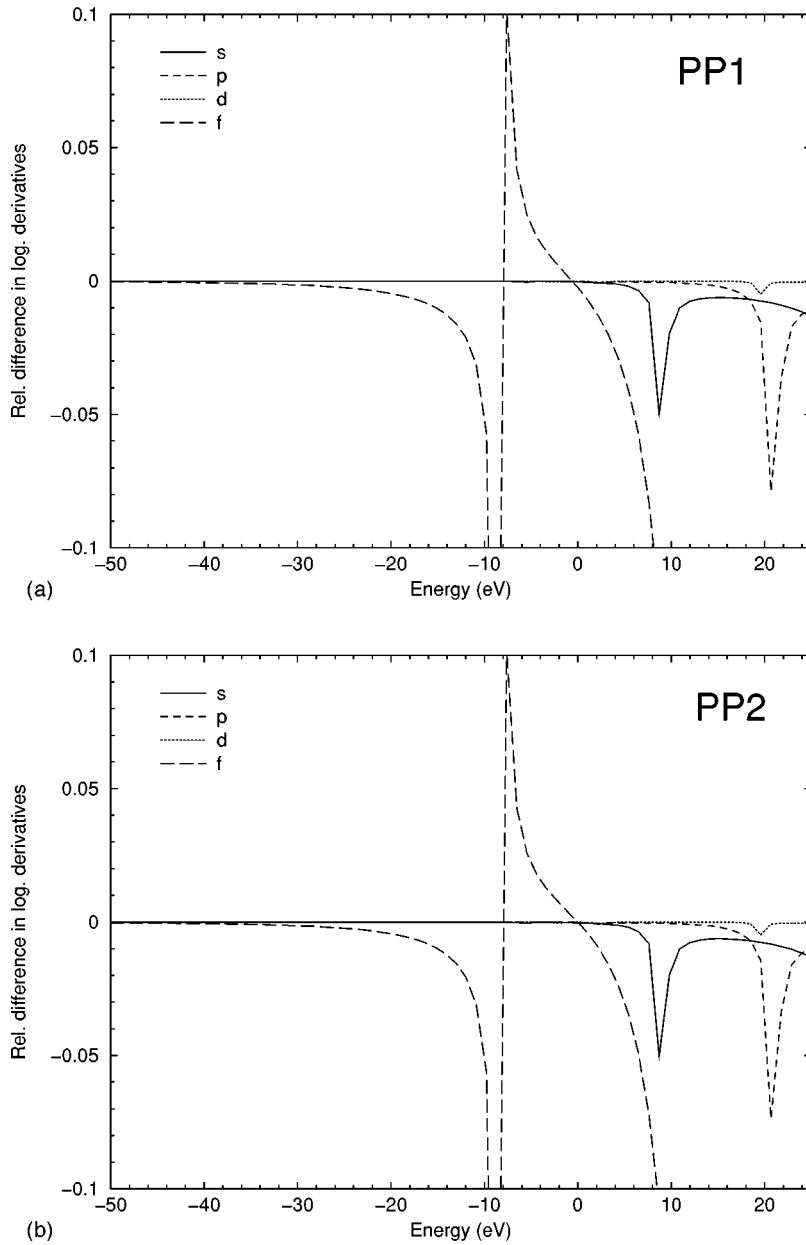 0.1
s
p
d
f
PP1
0.05
0
−0.05
−0.1
Rel. difference in log. derivatives
−50 −40 −30 −20 −10 0 10 20
Energy (eV)
(a)
0.1
s
p
d
f
PP2
0.05
0
−0.05
−0.1
Rel. difference in log. derivatives
−50 −40 −30 −20 −10 0 10 20
Energy (eV)
(b)